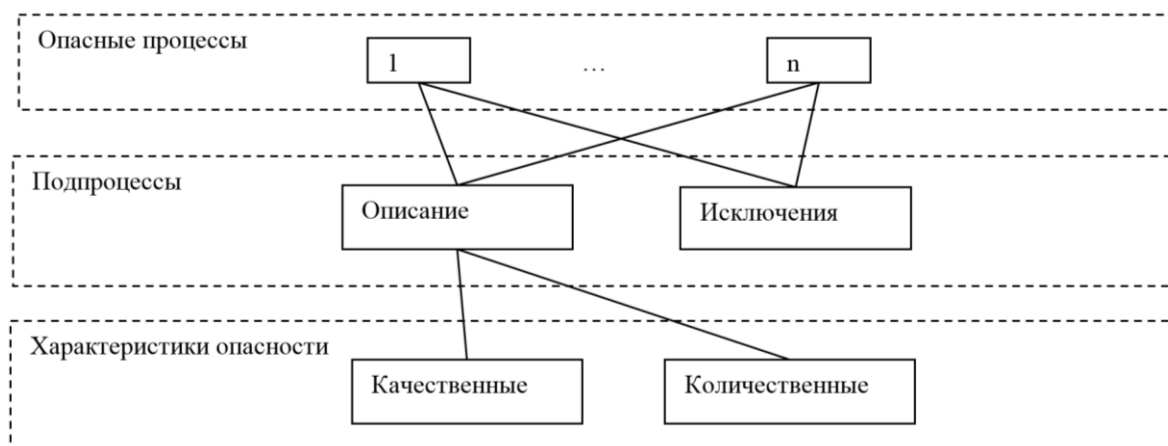 Опасные процессы
1 … n
Подпроцессы
Описание Исключения
Характеристики опасности
Качественные Количественные